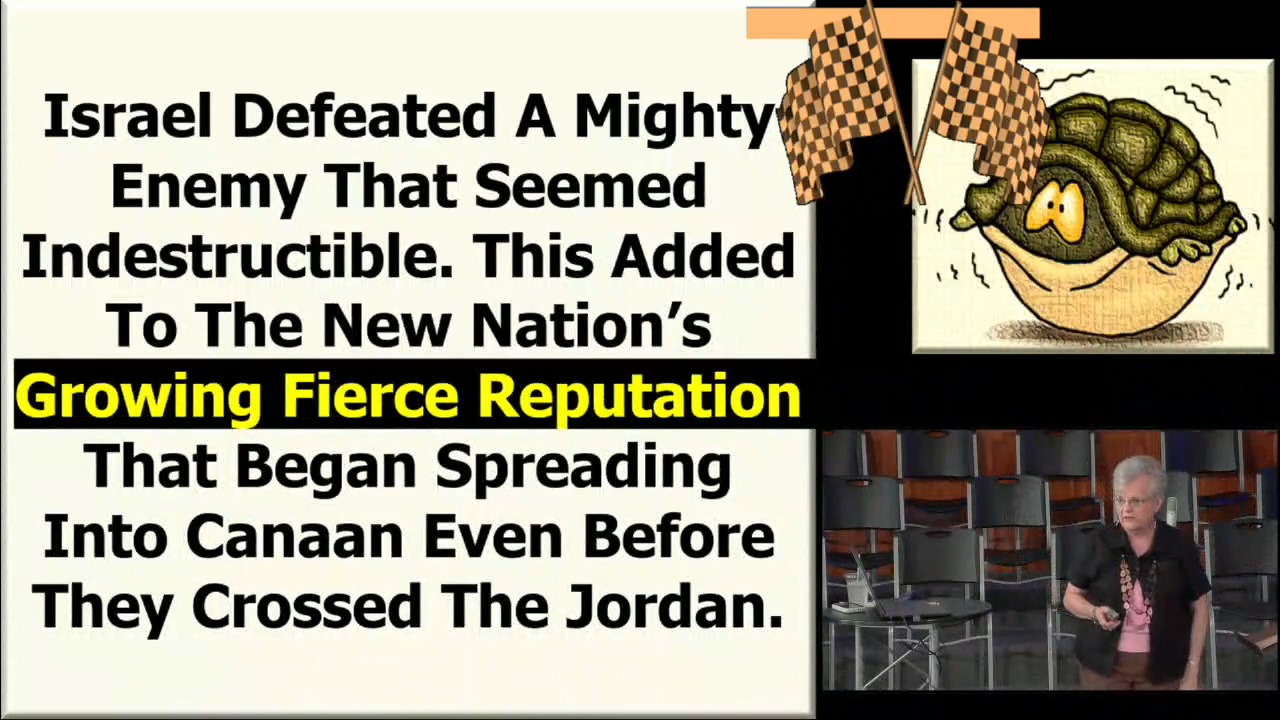 Israel Defeated A Mighty
Enemy That Seemed
Indestructible. This Added
To The New Nation’s
Growing Fierce Reputation
That Began Spreading
Into Canaan Even Before
They Crossed The Jordan.